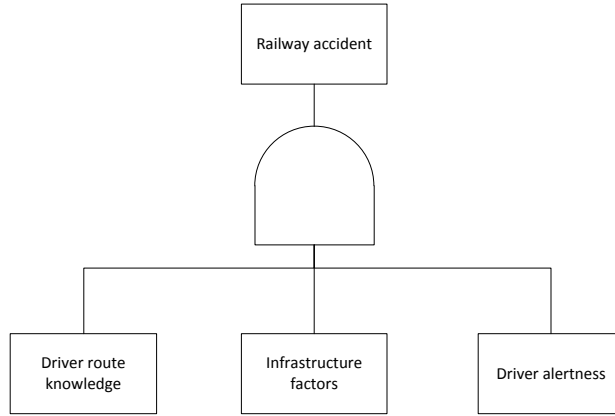 Railway accident
Driver route
knowledge
Infrastructure
factors
Driver alertness